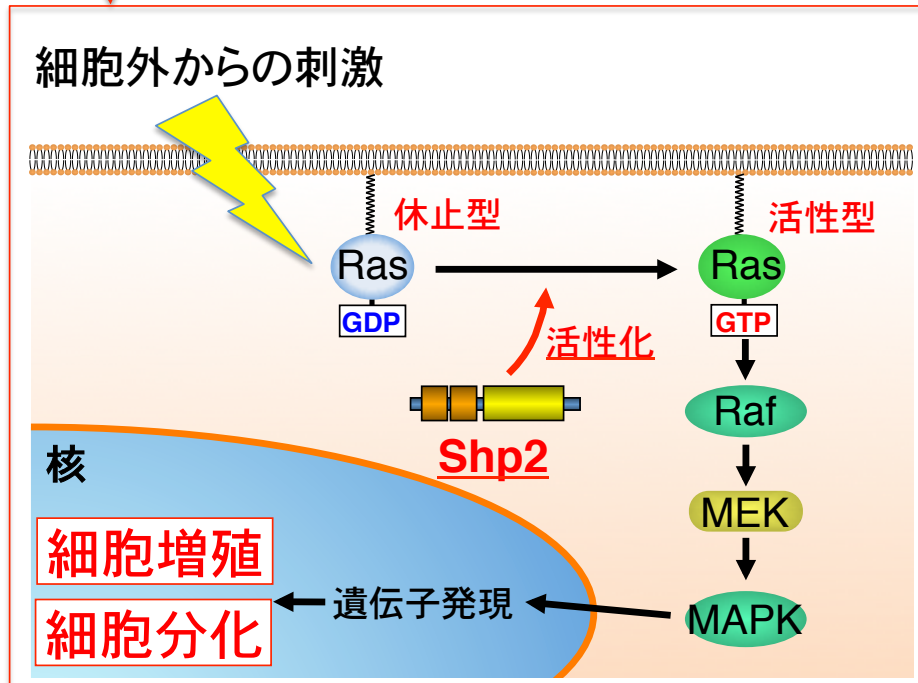 細胞外からの刺激
休止型
活性型
Ras
Ras
GDP
GTP
活性化
Raf
Shp2
核
MEK
細胞増殖
遺伝子発現
細胞分化
MAPK